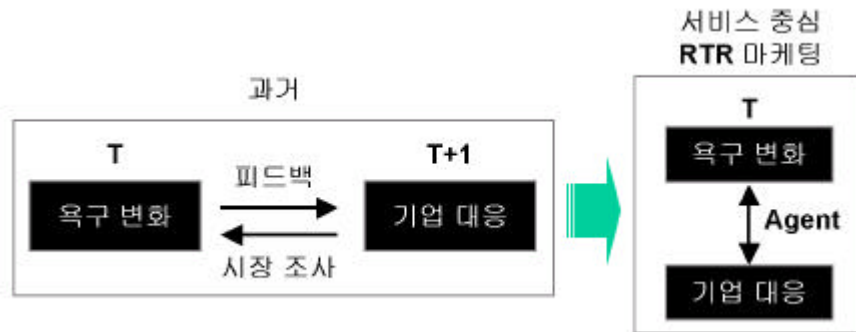 과거
T
T+1
욕구 변화
피드백
시장 조사
기업 대응
서비스 중심
RTR 마케팅
T
욕구 변화
Agent
기업 대응